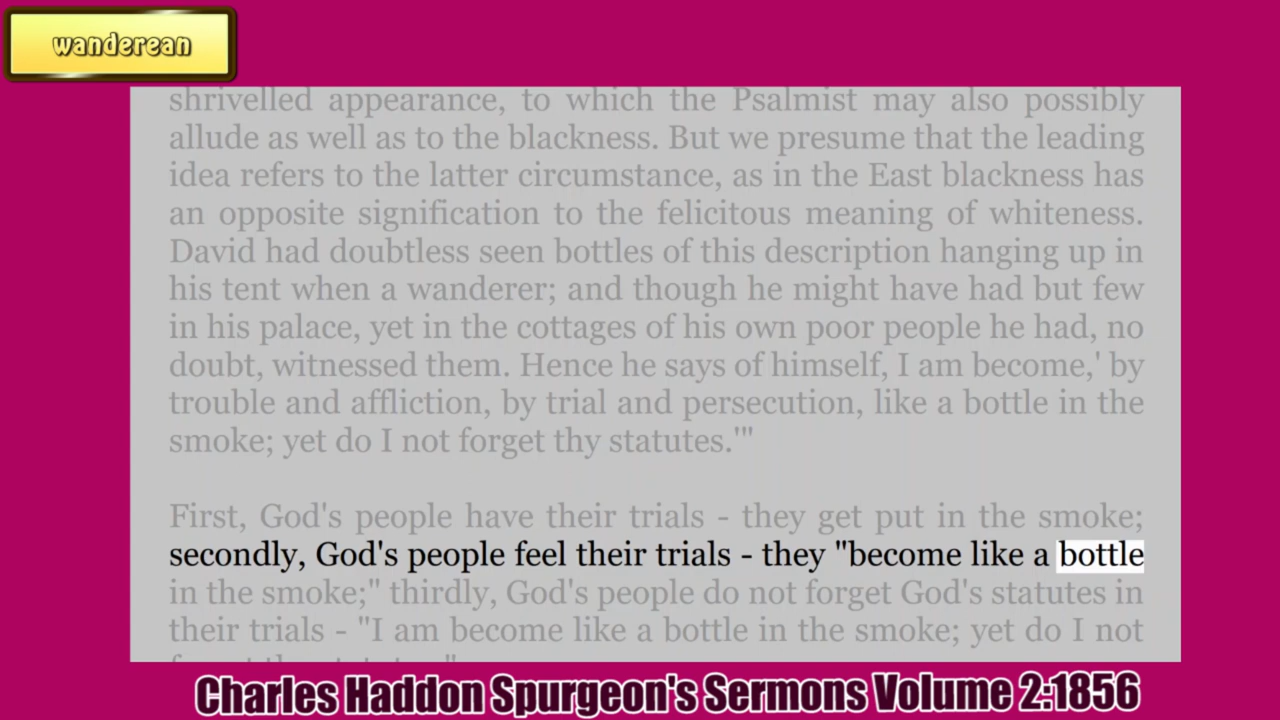 wanderean
shrivelled appearance, to which the Psalmist may also possibly
allude as well as to the blackness. But we presume that the leading
idea refers to the latter circumstance, as in the East blackness has
an opposite signification to the felicitous meaning of whiteness.
David had doubtless seen bottles of this description hanging up in
his tent when a wanderer; and though he might have had but few
in his palace, yet in the cottages of his own poor people he had, no
doubt, witnessed them. Hence he says of himself, I am become,' by
trouble and affliction, by trial and persecution, like a bottle in the
smoke; yet do I not forget thy statutes.'"
First, God's people have their trials - they get put in the smoke;
secondly, God's people feel their trials - they "become like a bottle
in the smoke;" thirdly, God's people do not forget God's statutes in
their trials - "I am become like a bottle in the smoke; yet do I not
Charles Haddon Spurgeon's Sermons Volume 2:1856